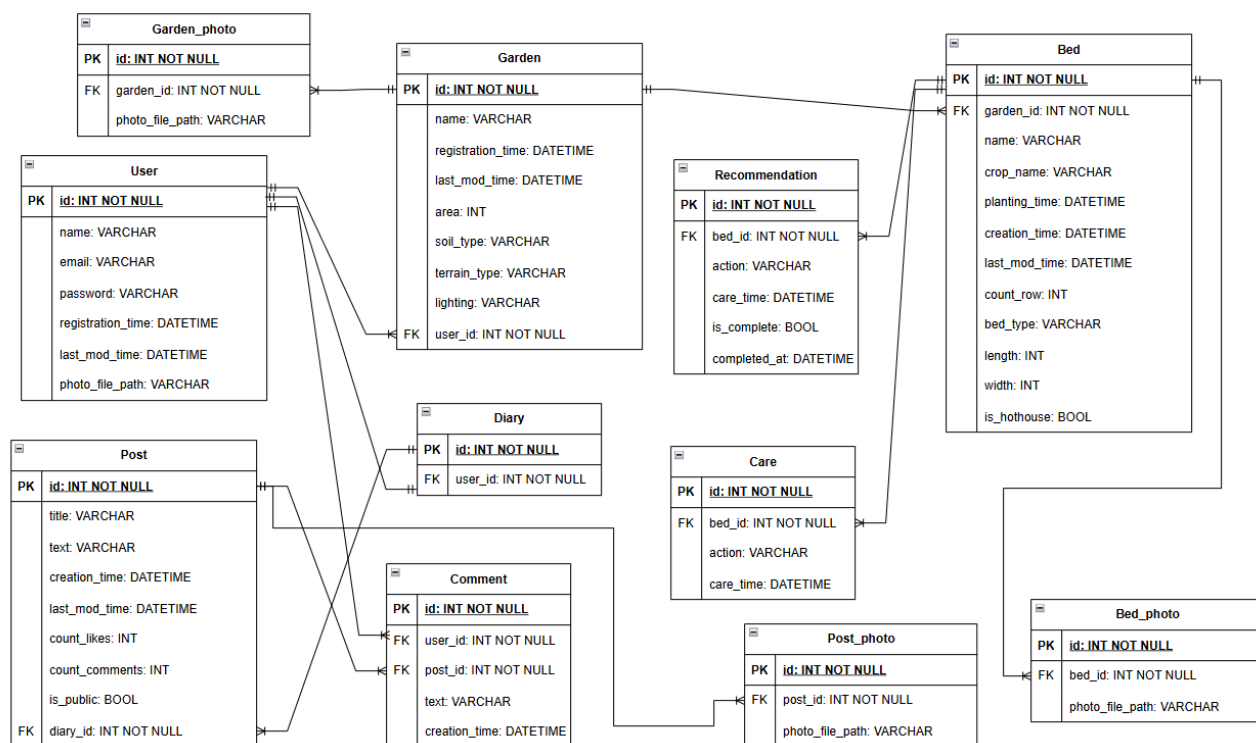 Garden_photo
PK id: INT NOT NULL
FK garden_id: INT NOT NULL
photo_file_path: VARCHAR
Garden
PK id: INT NOT NULL
name: VARCHAR
registration_time: DATETIME
last_mod_time: DATETIME
area: INT
soil_type: VARCHAR
terrain_type: VARCHAR
lighting: VARCHAR
FK user_id: INT NOT NULL
Bed
PK id: INT NOT NULL
FK garden_id: INT NOT NULL
name: VARCHAR
crop_name: VARCHAR
planting_time: DATETIME
creation_time: DATETIME
last_mod_time: DATETIME
count_row: INT
bed_type: VARCHAR
length: INT
width: INT
is_hothouse: BOOL
User
PK id: INT NOT NULL
name: VARCHAR
email: VARCHAR
password: VARCHAR
registration_time: DATETIME
last_mod_time: DATETIME
photo_file_path: VARCHAR
Recommendation
PK id: INT NOT NULL
FK bed_id: INT NOT NULL
action: VARCHAR
care_time: DATETIME
is_complete: BOOL
completed_at: DATETIME
Diary
PK id: INT NOT NULL
FK user_id: INT NOT NULL
Post
PK id: INT NOT NULL
title: VARCHAR
text: VARCHAR
creation_time: DATETIME
last_mod_time: DATETIME
count_likes: INT
count_comments: INT
is_public: BOOL
FK diary_id: INT NOT NULL
Care
PK id: INT NOT NULL
FK bed_id: INT NOT NULL
action: VARCHAR
care_time: DATETIME
Comment
PK id: INT NOT NULL
FK user_id: INT NOT NULL
FK post_id: INT NOT NULL
text: VARCHAR
creation_time: DATETIME
Post_photo
PK id: INT NOT NULL
FK post_id: INT NOT NULL
photo_file_path: VARCHAR
Bed_photo
PK id: INT NOT NULL
FK bed_id: INT NOT NULL
photo_file_path: VARCHAR